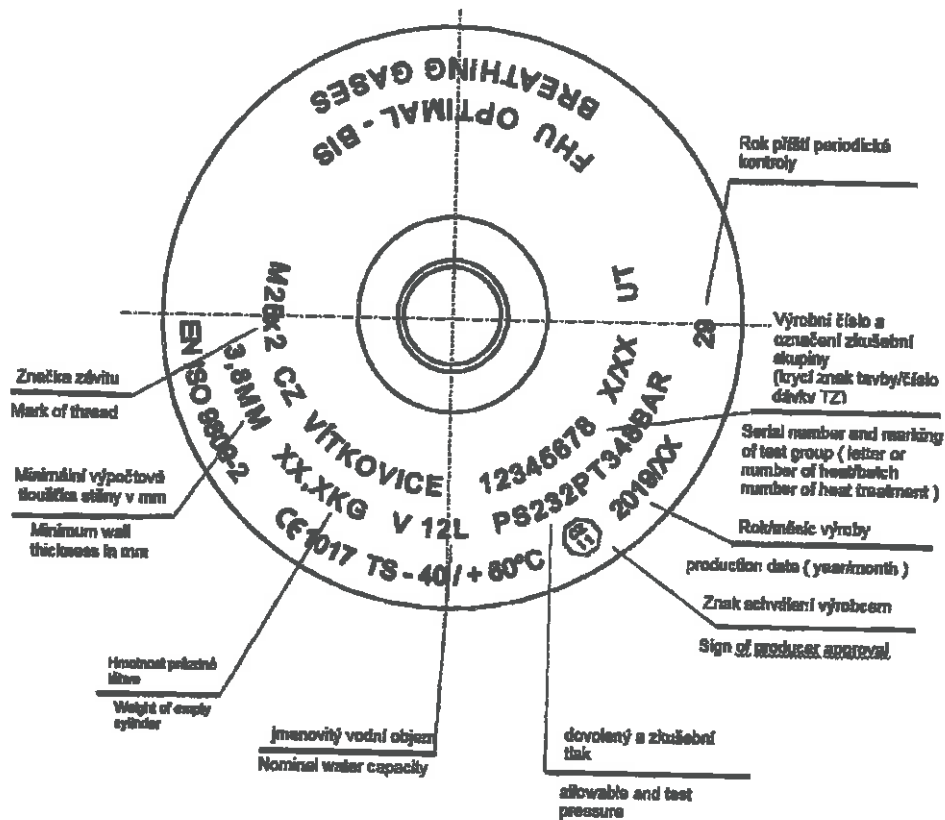 BREATHING GASES
FHU OPTIMAL - BIS
M25x2 CZ VÍTKOVICE 12345678 X/XX UT
3,8MM XX,XKG V 12L PS232PT348BAR
EN ISO 9809-2 CE 1017 TS - 40 / + 60°C 2019/XX 29
Rok příští periodické
kontroly
Výrobní číslo a
označení zkušební
skupiny
(krycí znak tavby/číslo
dávky TZ)
Serial number and marking
of test group ( letter or
number of heat/batch
number of heat treatment )
Rok/měsíc výroby
production date ( year/month )
Znak schválení výrobcem
Sign of producer approval
dovolený a zkušební
tlak
allowable and test
pressure
jmenovitý vodní objem
Nominal water capacity
Hmotnost prázdné
láhve
Weight of empty
cylinder
Minimální výpočtová
tloušťka stěny v mm
Minimum wall
thickness in mm
Značka závitu
Mark of thread